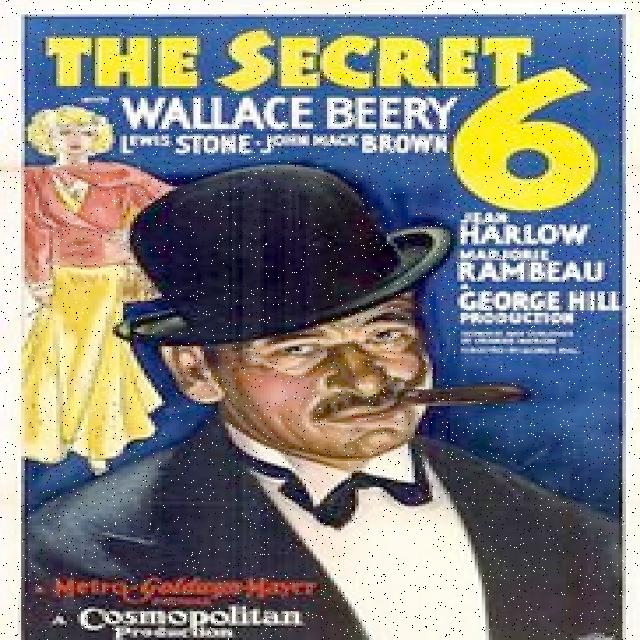 THE SECRET
6
WITH
WALLACE BEERY
LEWIS STONE · JOHN MACK BROWN
JEAN
HARLOW
MARJORIE
RAMBEAU
A
GEORGE HILL
PRODUCTION
A
Metro-Goldwyn-Mayer
A Cosmopolitan
Production